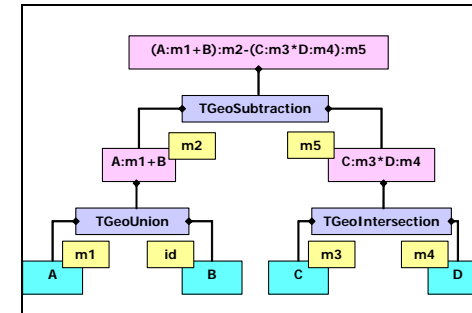 (A:m1+B):m2-(C:m3*D:m4):m5
TGeoSubtraction
m2
m5
A:m1+B
C:m3*D:m4
TGeoUnion
TGeoIntersection
m1
id
m3
m4
A
B
C
D